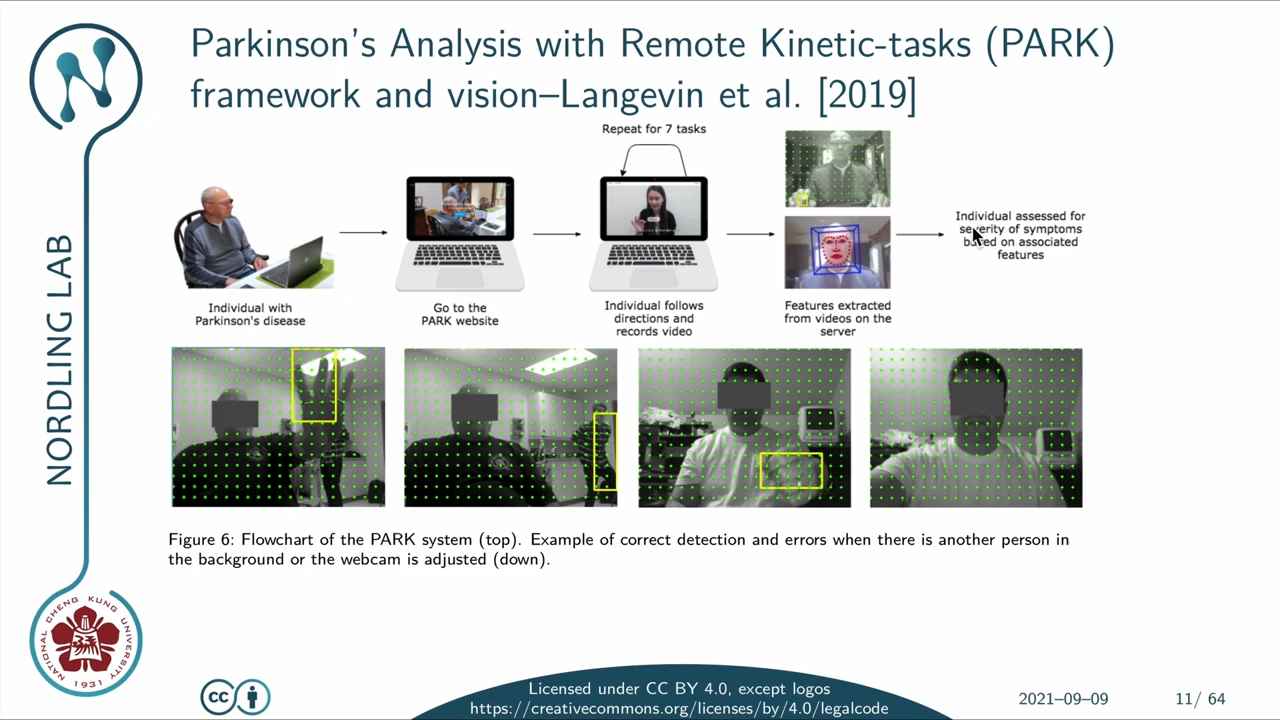 Parkinson's Analysis with Remote Kinetic-tasks (PARK)
framework and vision–Langevin et al. [2019]
Repeat for 7 tasks
Individual with
Parkinson's disease
Go to the
PARK website
Individual follows
directions and
records video
Features extracted
from videos on the
server
Individual assessed for
severity of symptoms
based on associated
features
Figure 6: Flowchart of the PARK system (top). Example of correct detection and errors when there is another person in
the background or the webcam is adjusted (down).
NORDLING LAB
NATIONAL CHENG KUNG UNIVERSITY
1931
cc
Licensed under CC BY 4.0, except logos
https://creativecommons.org/licenses/by/4.0/legalcode
2021–09–09
11/ 64